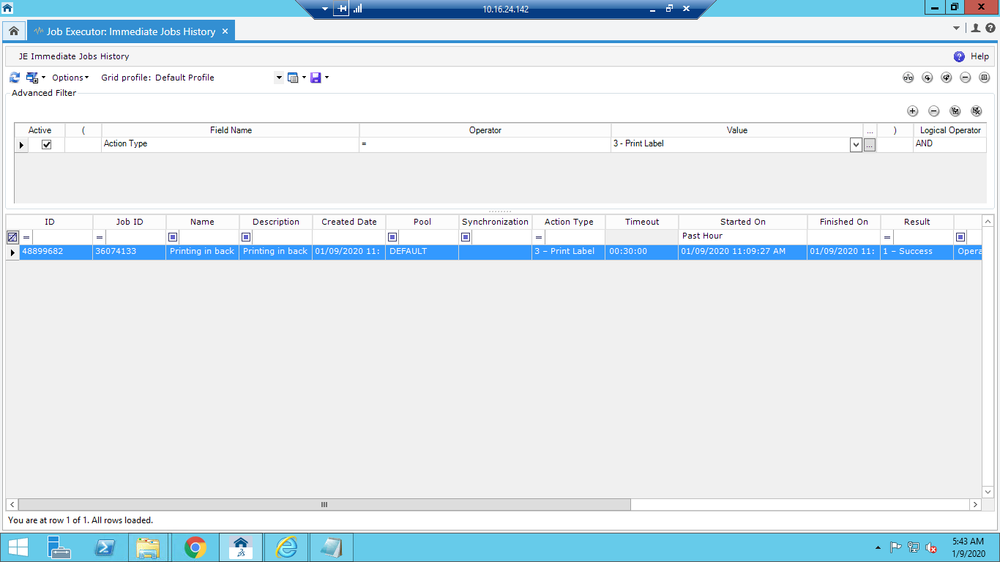 10.16.24.142
Job Executor: Immediate Jobs History
JE Immediate Jobs History
Help
Options
Grid profile: Default Profile
Advanced Filter
Active ( Field Name Operator Value ... ) Logical Operator
Action Type = 3 - Print Label ... AND
ID Job ID Name Description Created Date Pool Synchronization Action Type Timeout Started On Finished On Result
= = = Past Hour =
48899682 36074133 Printing in back Printing in back 01/09/2020 11: DEFAULT 3 – Print Label 00:30:00 01/09/2020 11:09:27 AM 01/09/2020 11: 1 – Success Opera
You are at row 1 of 1. All rows loaded.
5:43 AM
1/9/2020